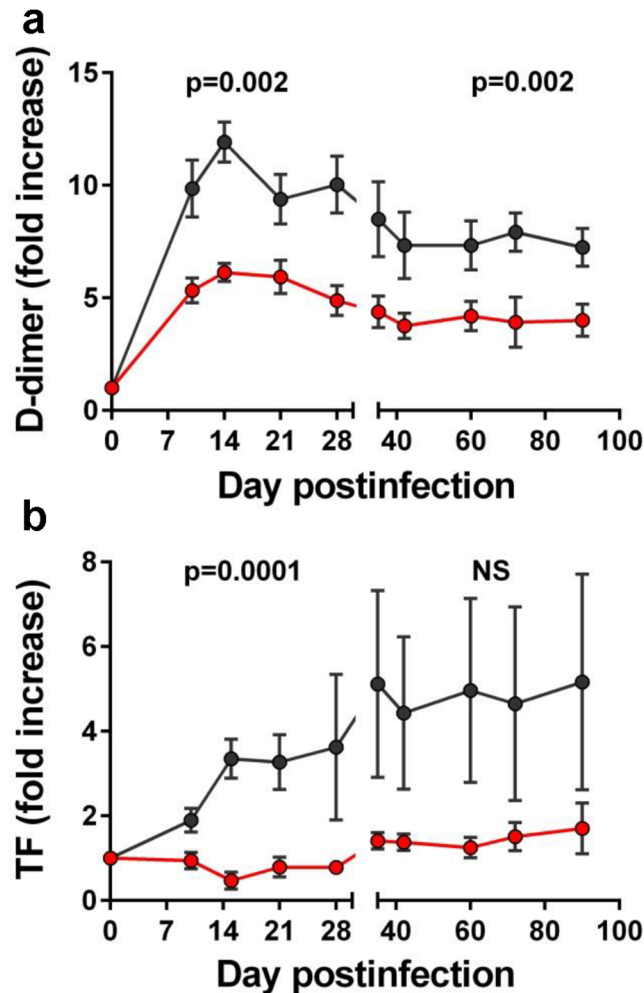 a
D-dimer (fold increase)
p=0.002
p=0.002
15
10
5
0
0
7
14
21
28
40
60
80
100
Day postinfection
b
TF (fold increase)
p=0.0001
NS
8
6
4
2
0
0
7
14
21
28
40
60
80
100
Day postinfection